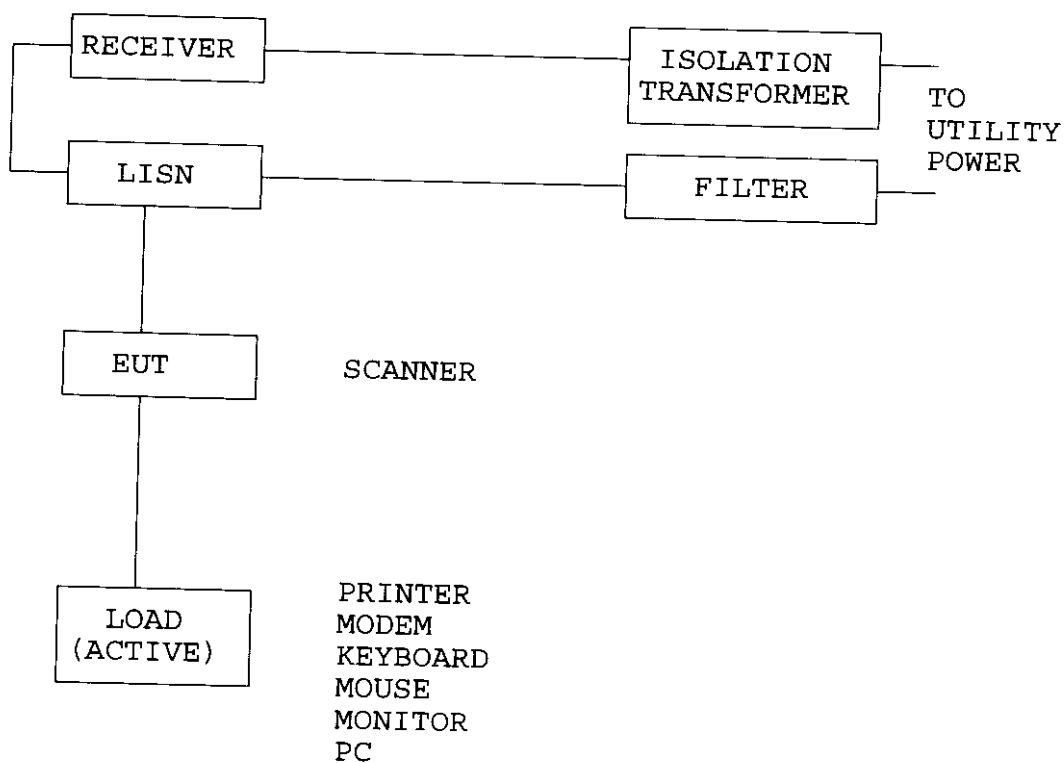 RECEIVER
ISOLATION
TRANSFORMER
TO
UTILITY
POWER
LISN
FILTER
EUT
SCANNER
LOAD
(ACTIVE)
PRINTER
MODEM
KEYBOARD
MOUSE
MONITOR
PC